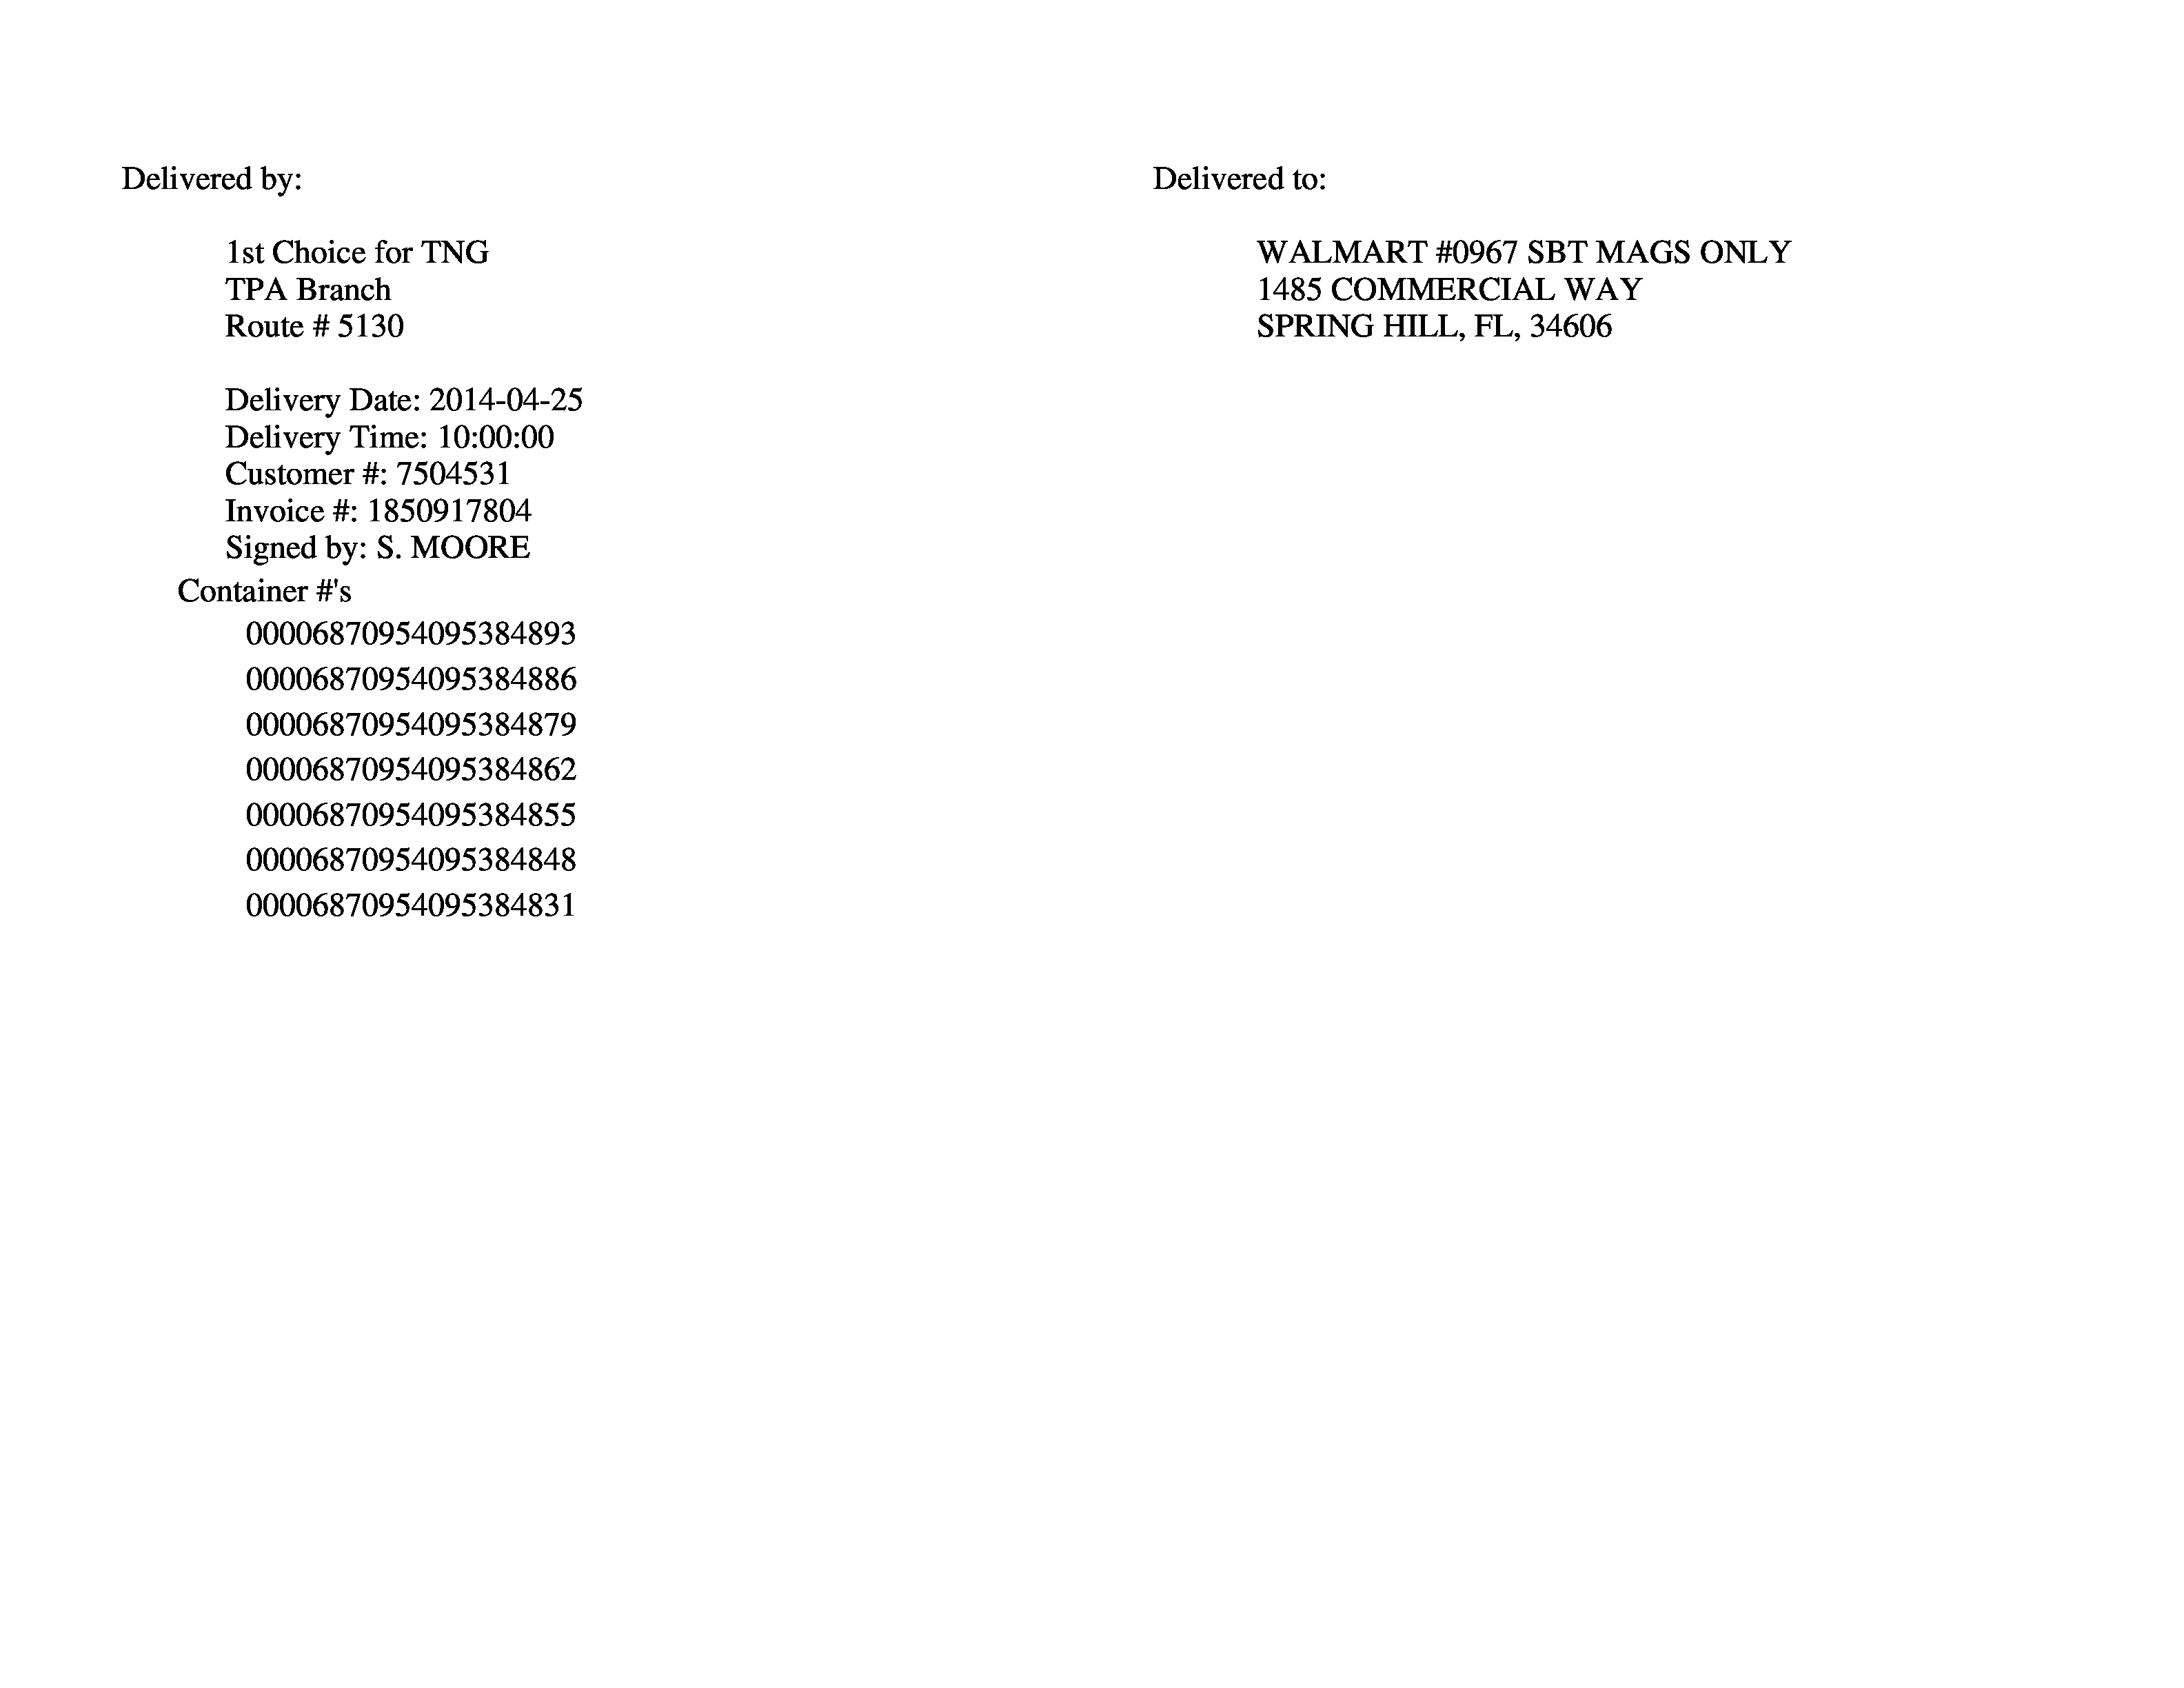 Delivered by:
1st Choice for TNG
TPA Branch
Route # 5130
Delivery Date: 2014-04-25
Delivery Time: 10:00:00
Customer #: 7504531
Invoice #: 1850917804
Signed by: S. MOORE
Container #'s
00006870954095384893
00006870954095384886
00006870954095384879
00006870954095384862
00006870954095384855
00006870954095384848
00006870954095384831
Delivered to:
WALMART #0967 SBT MAGS ONLY
1485 COMMERCIAL WAY
SPRING HILL, FL, 34606